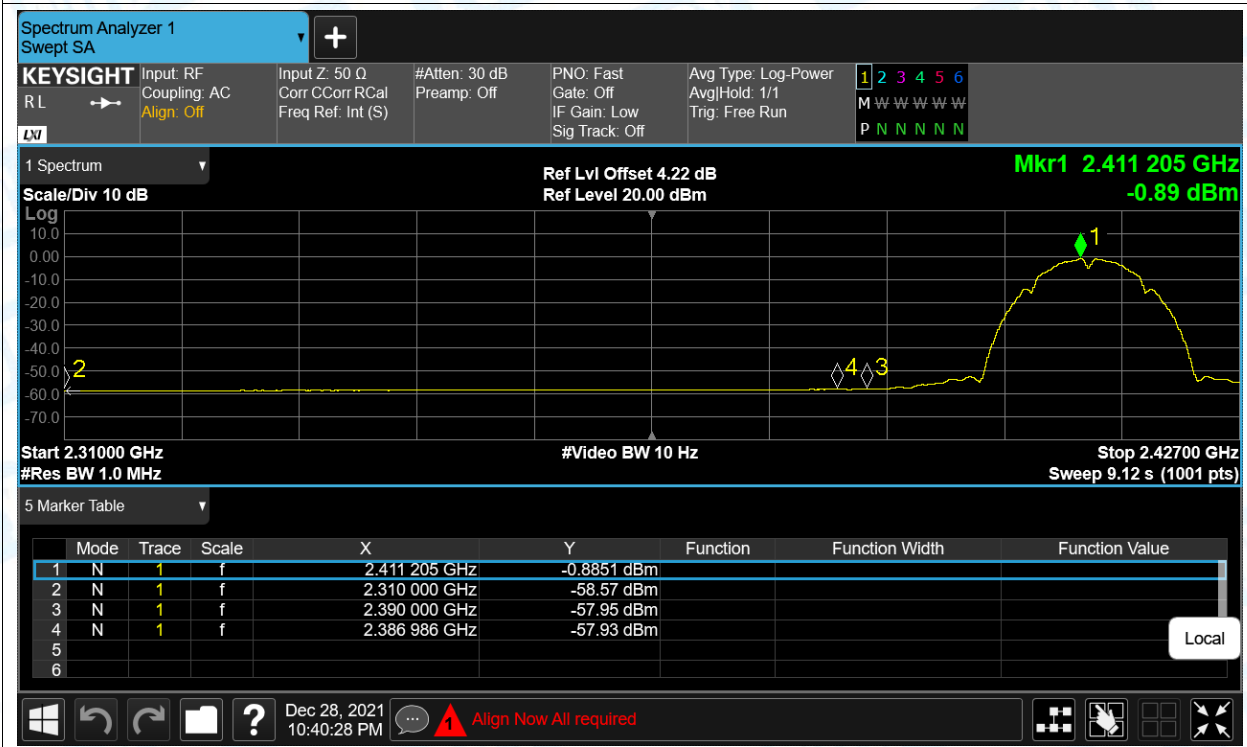 Spectrum Analyzer 1
Swept SA
KEYSIGHT Input: RF Input Z: 50 Ω #Atten: 30 dB PNO: Fast Avg Type: Log-Power 1 2 3 4 5 6
R L Coupling: AC Corr CCorr RCal Preamp: Off Gate: Off Avg|Hold: 1/1 M W W W W W
Align: Off Freq Ref: Int (S) IF Gain: Low Trig: Free Run
LXI Sig Track: Off P N N N N N
1 Spectrum Ref Lvl Offset 4.22 dB Mkr1 2.411 205 GHz
Scale/Div 10 dB Ref Level 20.00 dBm -0.89 dBm
Log
10.0 1
0.00
-10.0
-20.0
-30.0
-40.0
-50.0 2 4 3
-60.0
-70.0
Start 2.31000 GHz #Video BW 10 Hz Stop 2.42700 GHz
#Res BW 1.0 MHz Sweep 9.12 s (1001 pts)
5 Marker Table
Mode Trace Scale X Y Function Function Width Function Value
1 N 1 f 2.411 205 GHz -0.8851 dBm
2 N 1 f 2.310 000 GHz -58.57 dBm
3 N 1 f 2.390 000 GHz -57.95 dBm
4 N 1 f 2.386 986 GHz -57.93 dBm
5
6
Local
? Dec 28, 2021 1 Align Now All required
10:40:28 PM